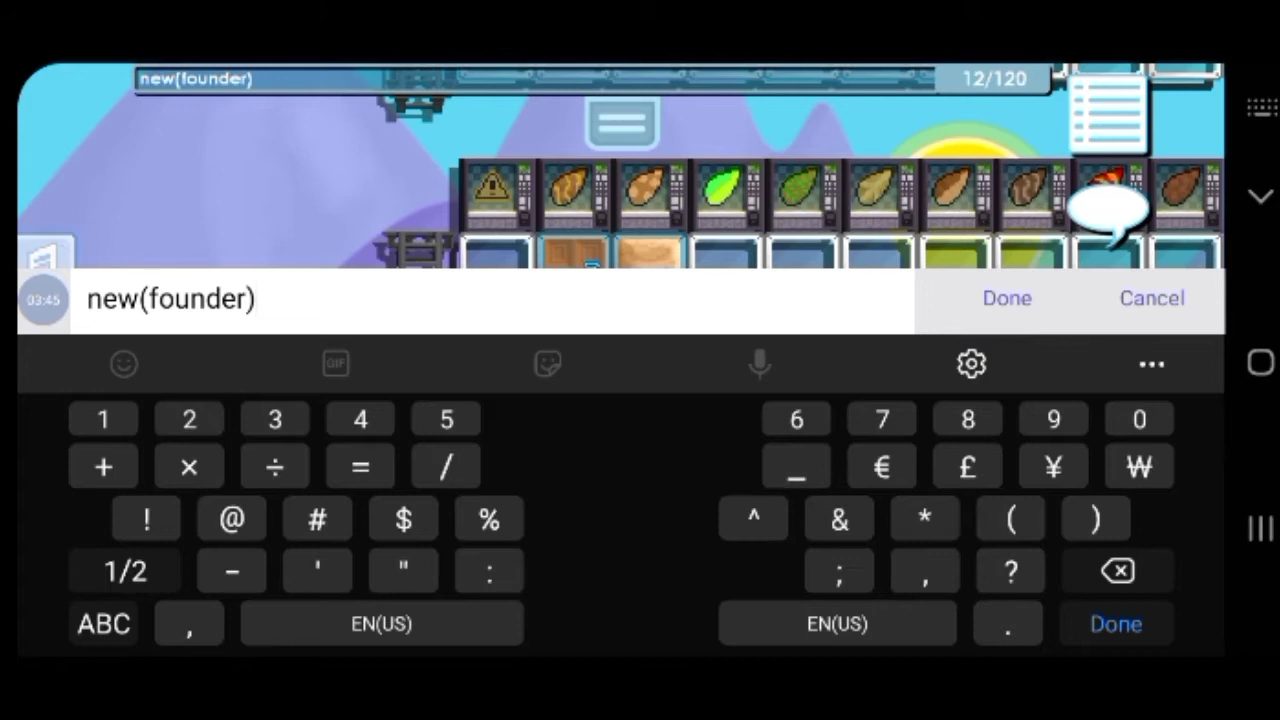 new(founder) 12/120
03:45 new(founder) Done Cancel
GIF
1 2 3 4 5 6 7 8 9 0
+ × ÷ = / _ € £ ¥ ₩
! @ # $ % ^ & * ( )
1/2 - ' " : ; , ? 
ABC , EN(US) EN(US) . Done